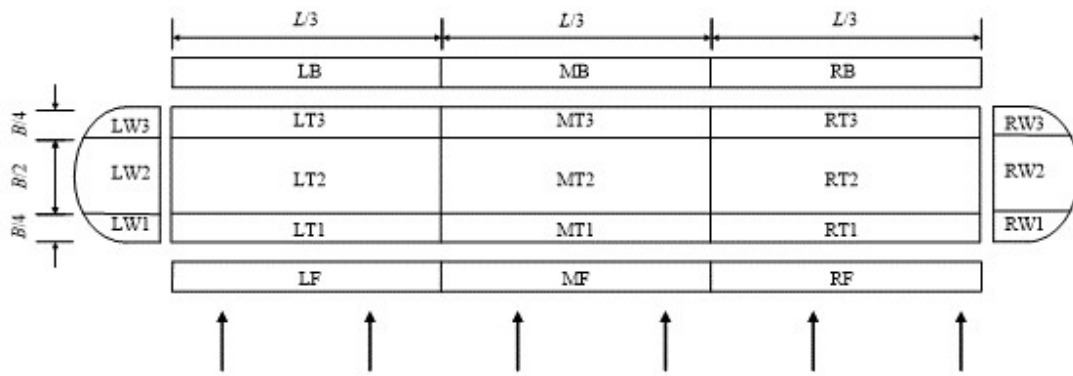 L/3 L/3 L/3
LB MB RB
B/4 LW3 LT3 MT3 RT3 RW3
B/2 LW2 LT2 MT2 RT2 RW2
B/4 LW1 LT1 MT1 RT1 RW1
LF MF RF